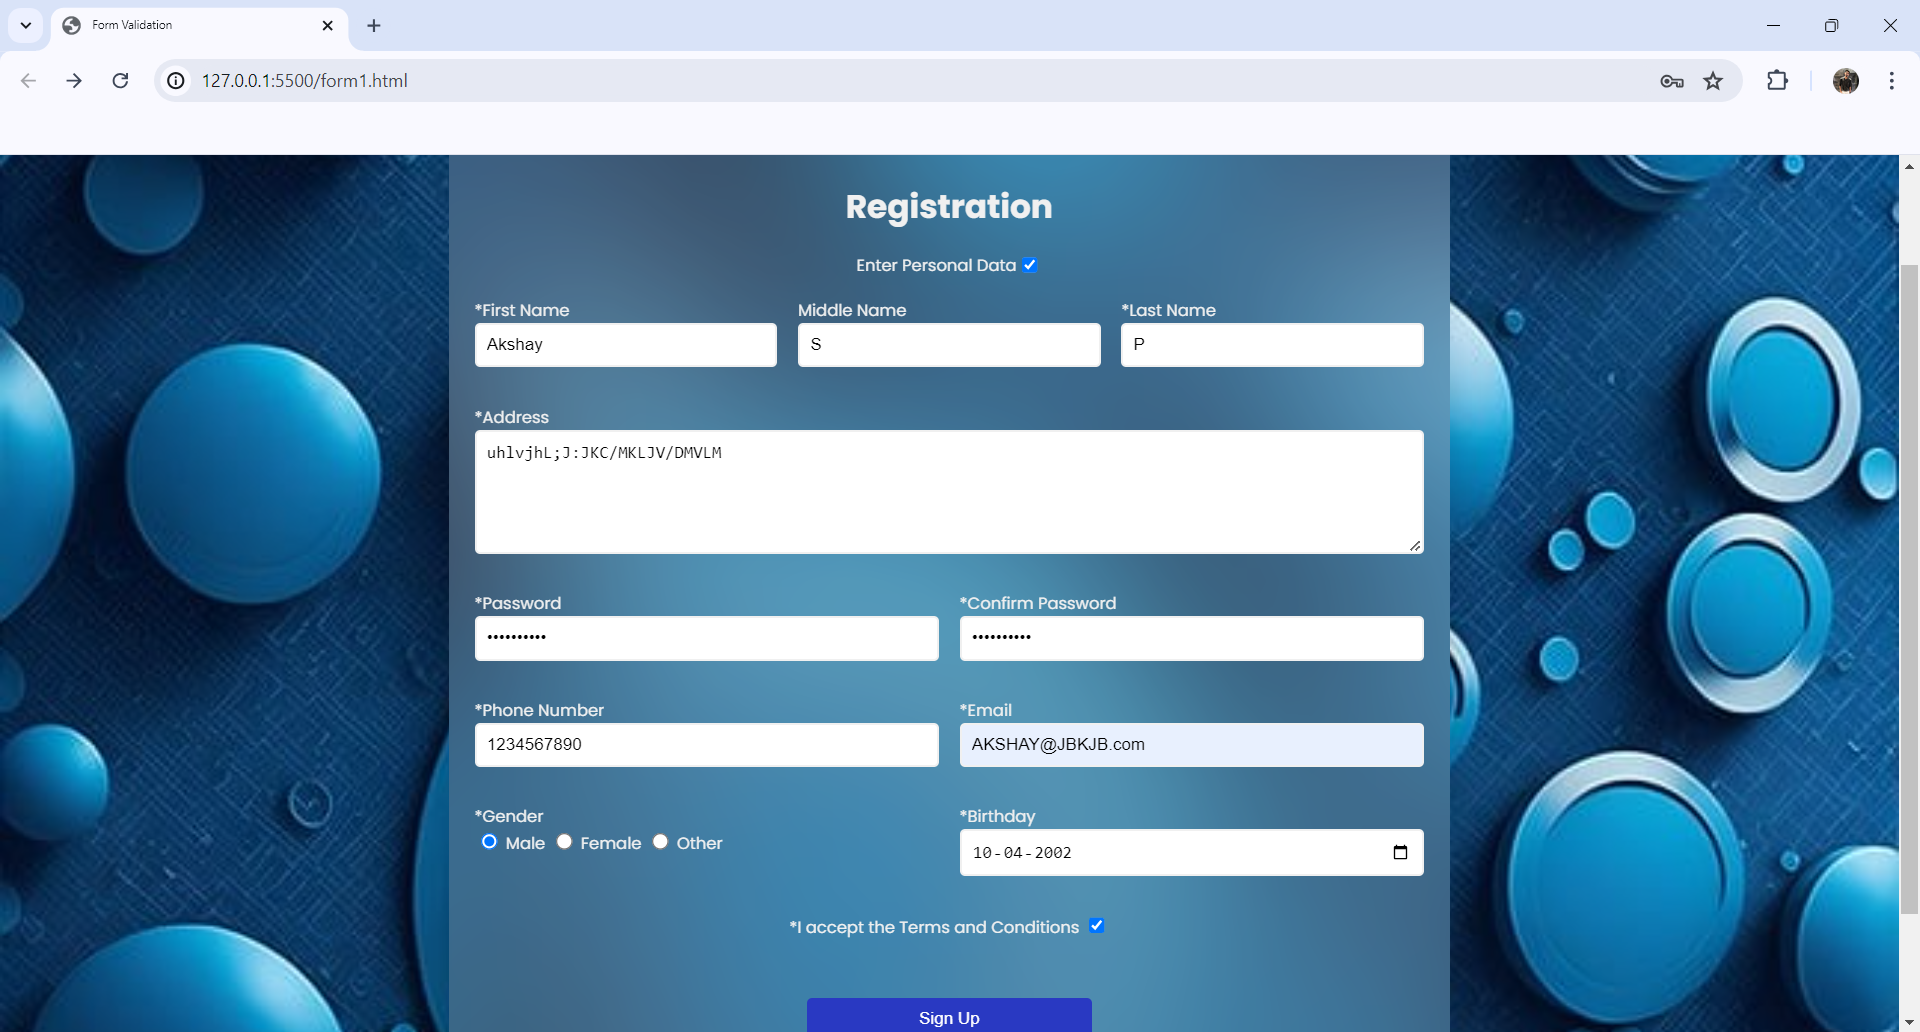 Form Validation
127.0.0.1:5500/form1.html
Registration
Enter Personal Data
*First Name Middle Name *Last Name
Akshay S P
*Address
uhlvjhL;J:JKC/MKLJV/DMVLM
*Password *Confirm Password
•••••••••• ••••••••••
*Phone Number *Email
1234567890 AKSHAY@JBKJB.com
*Gender *Birthday
Male Female Other
10-04-2002
*I accept the Terms and Conditions
Sign Up